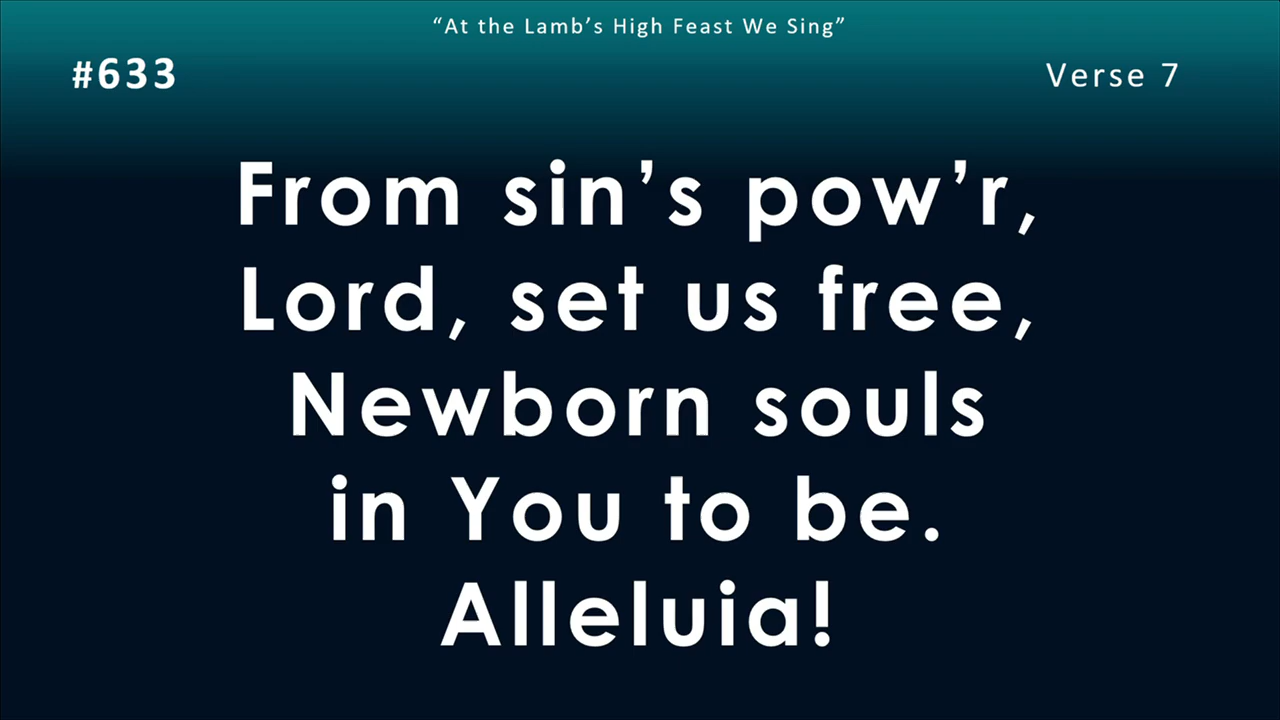 “At the Lamb’s High Feast We Sing”
#633
Verse 7
From sin’s pow’r,
Lord, set us free,
Newborn souls
in You to be.
Alleluia!